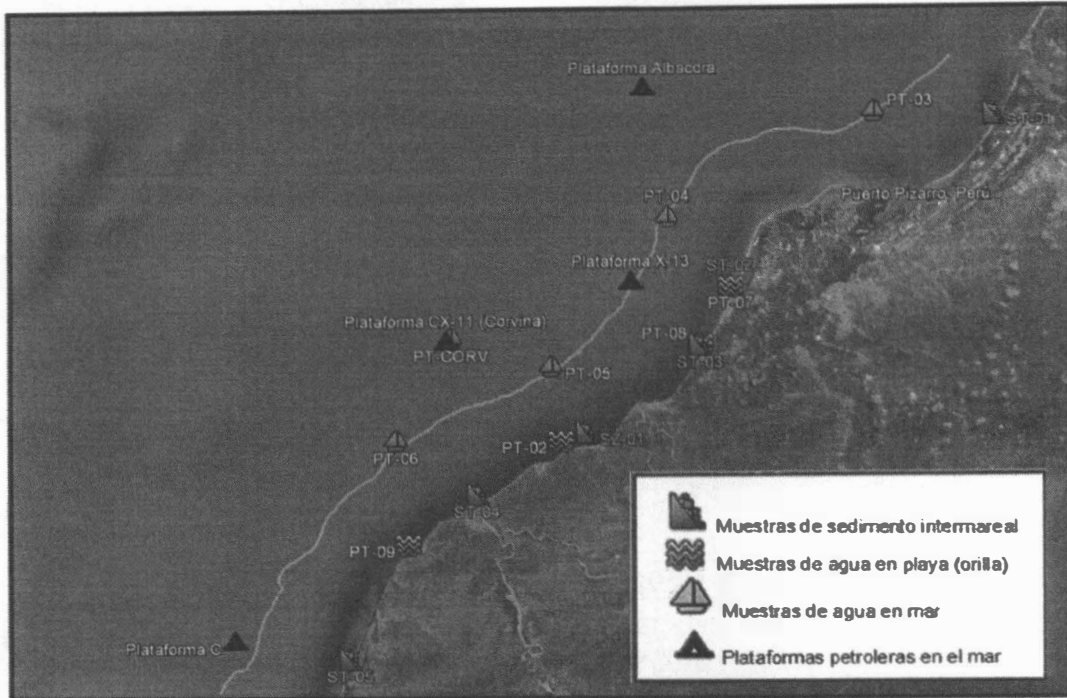 Plataforma Albacora
PT-03
ST-01
PT-04
Puerto Pizarro, Perú
Plataforma X-13
ST-02
PT-07
Plataforma CX-11 (Corvina)
PT-CORV
PT-08
ST-03
PT-05
PT-02
PT-06
ST-04
PT-09
Plataforma C
ST-05
Muestras de sedimento intermareal
Muestras de agua en playa (orilla)
Muestras de agua en mar
Plataformas petroleras en el mar